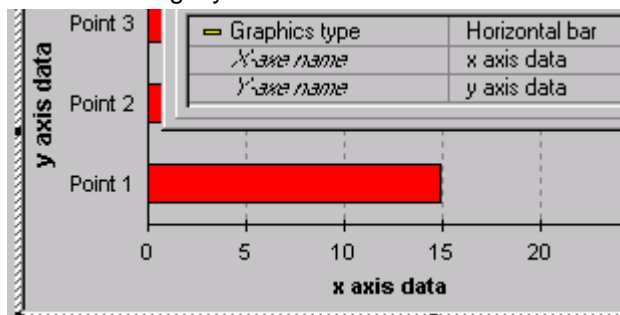 Point 3
Graphics type Horizontal bar
X-axe name x axis data
Y-axe name y axis data
Point 2
y axis data
Point 1
0 5 10 15 20
x axis data